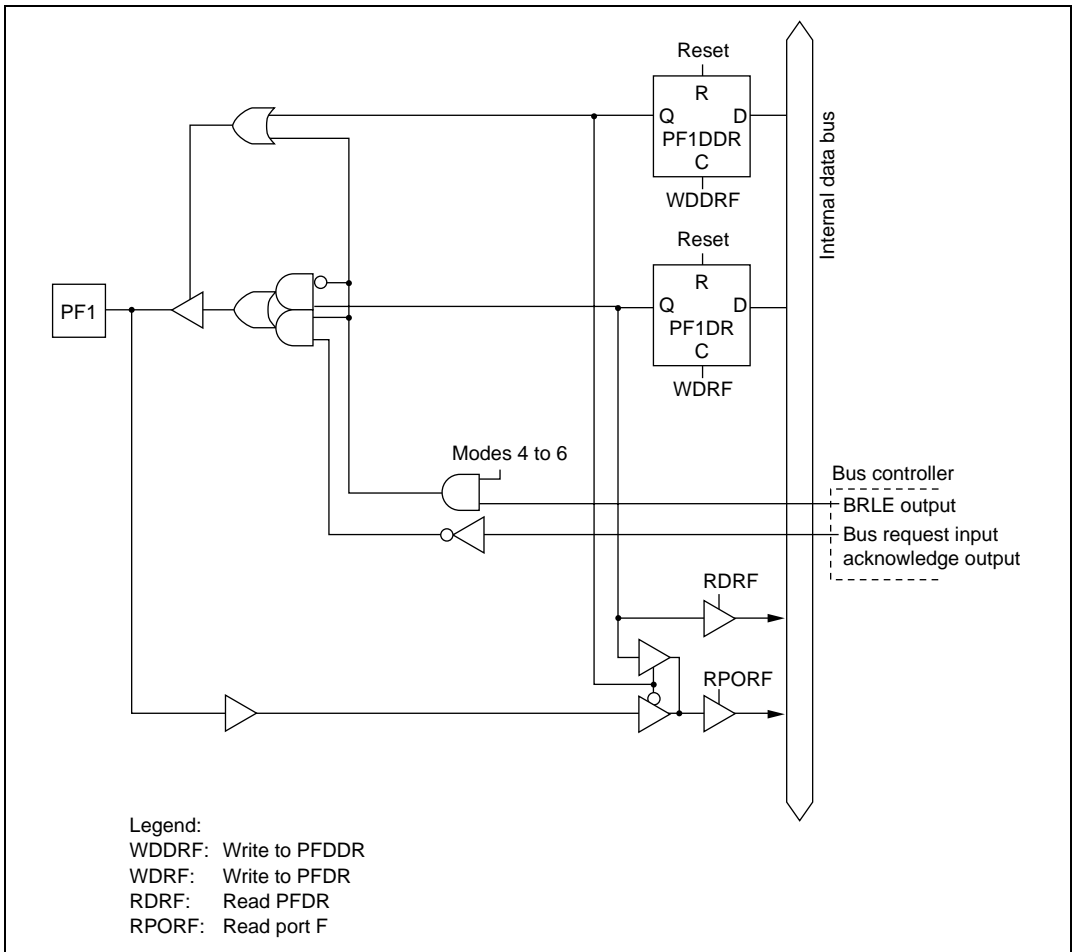 Reset
R
Q D
PF1DDR
C
WDDRF
Internal data bus
Reset
R
PF1
Q D
PF1DR
C
WDRF
Modes 4 to 6
Bus controller
BRLE output
Bus request input
acknowledge output
RDRF
RPORF
Legend:
WDDRF: Write to PFDDR
WDRF: Write to PFDR
RDRF: Read PFDR
RPORF: Read port F